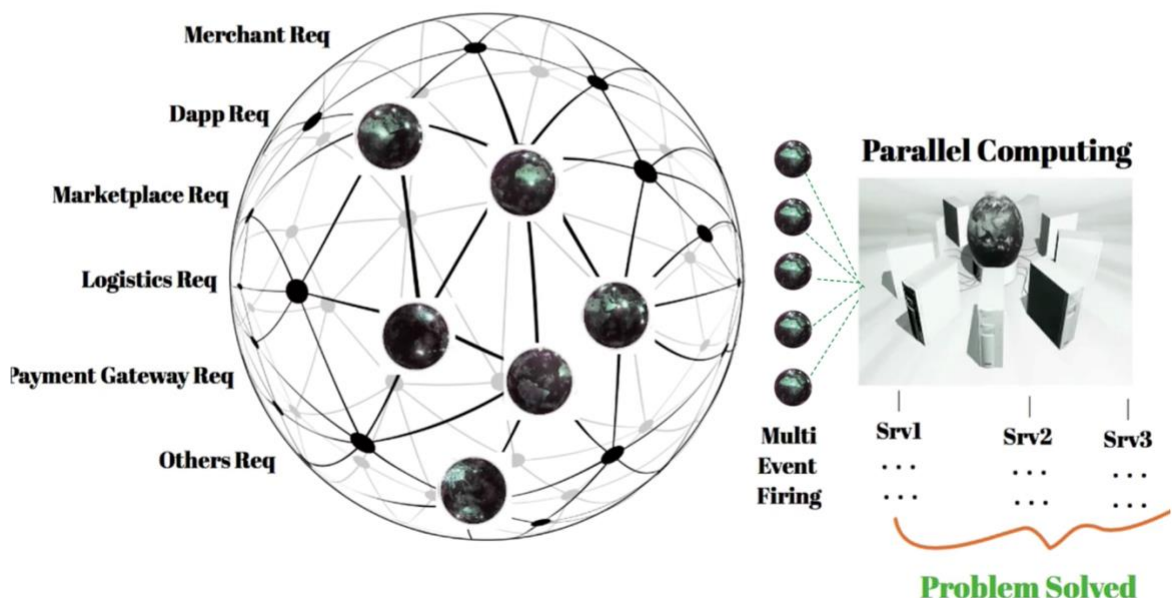 Merchant Req
Dapp Req
Marketplace Req
Logistics Req
Payment Gateway Req
Others Req
Multi
Event
Firing
Parallel Computing
Srv1
Srv2
Srv3
...
...
...
...
...
...
Problem Solved